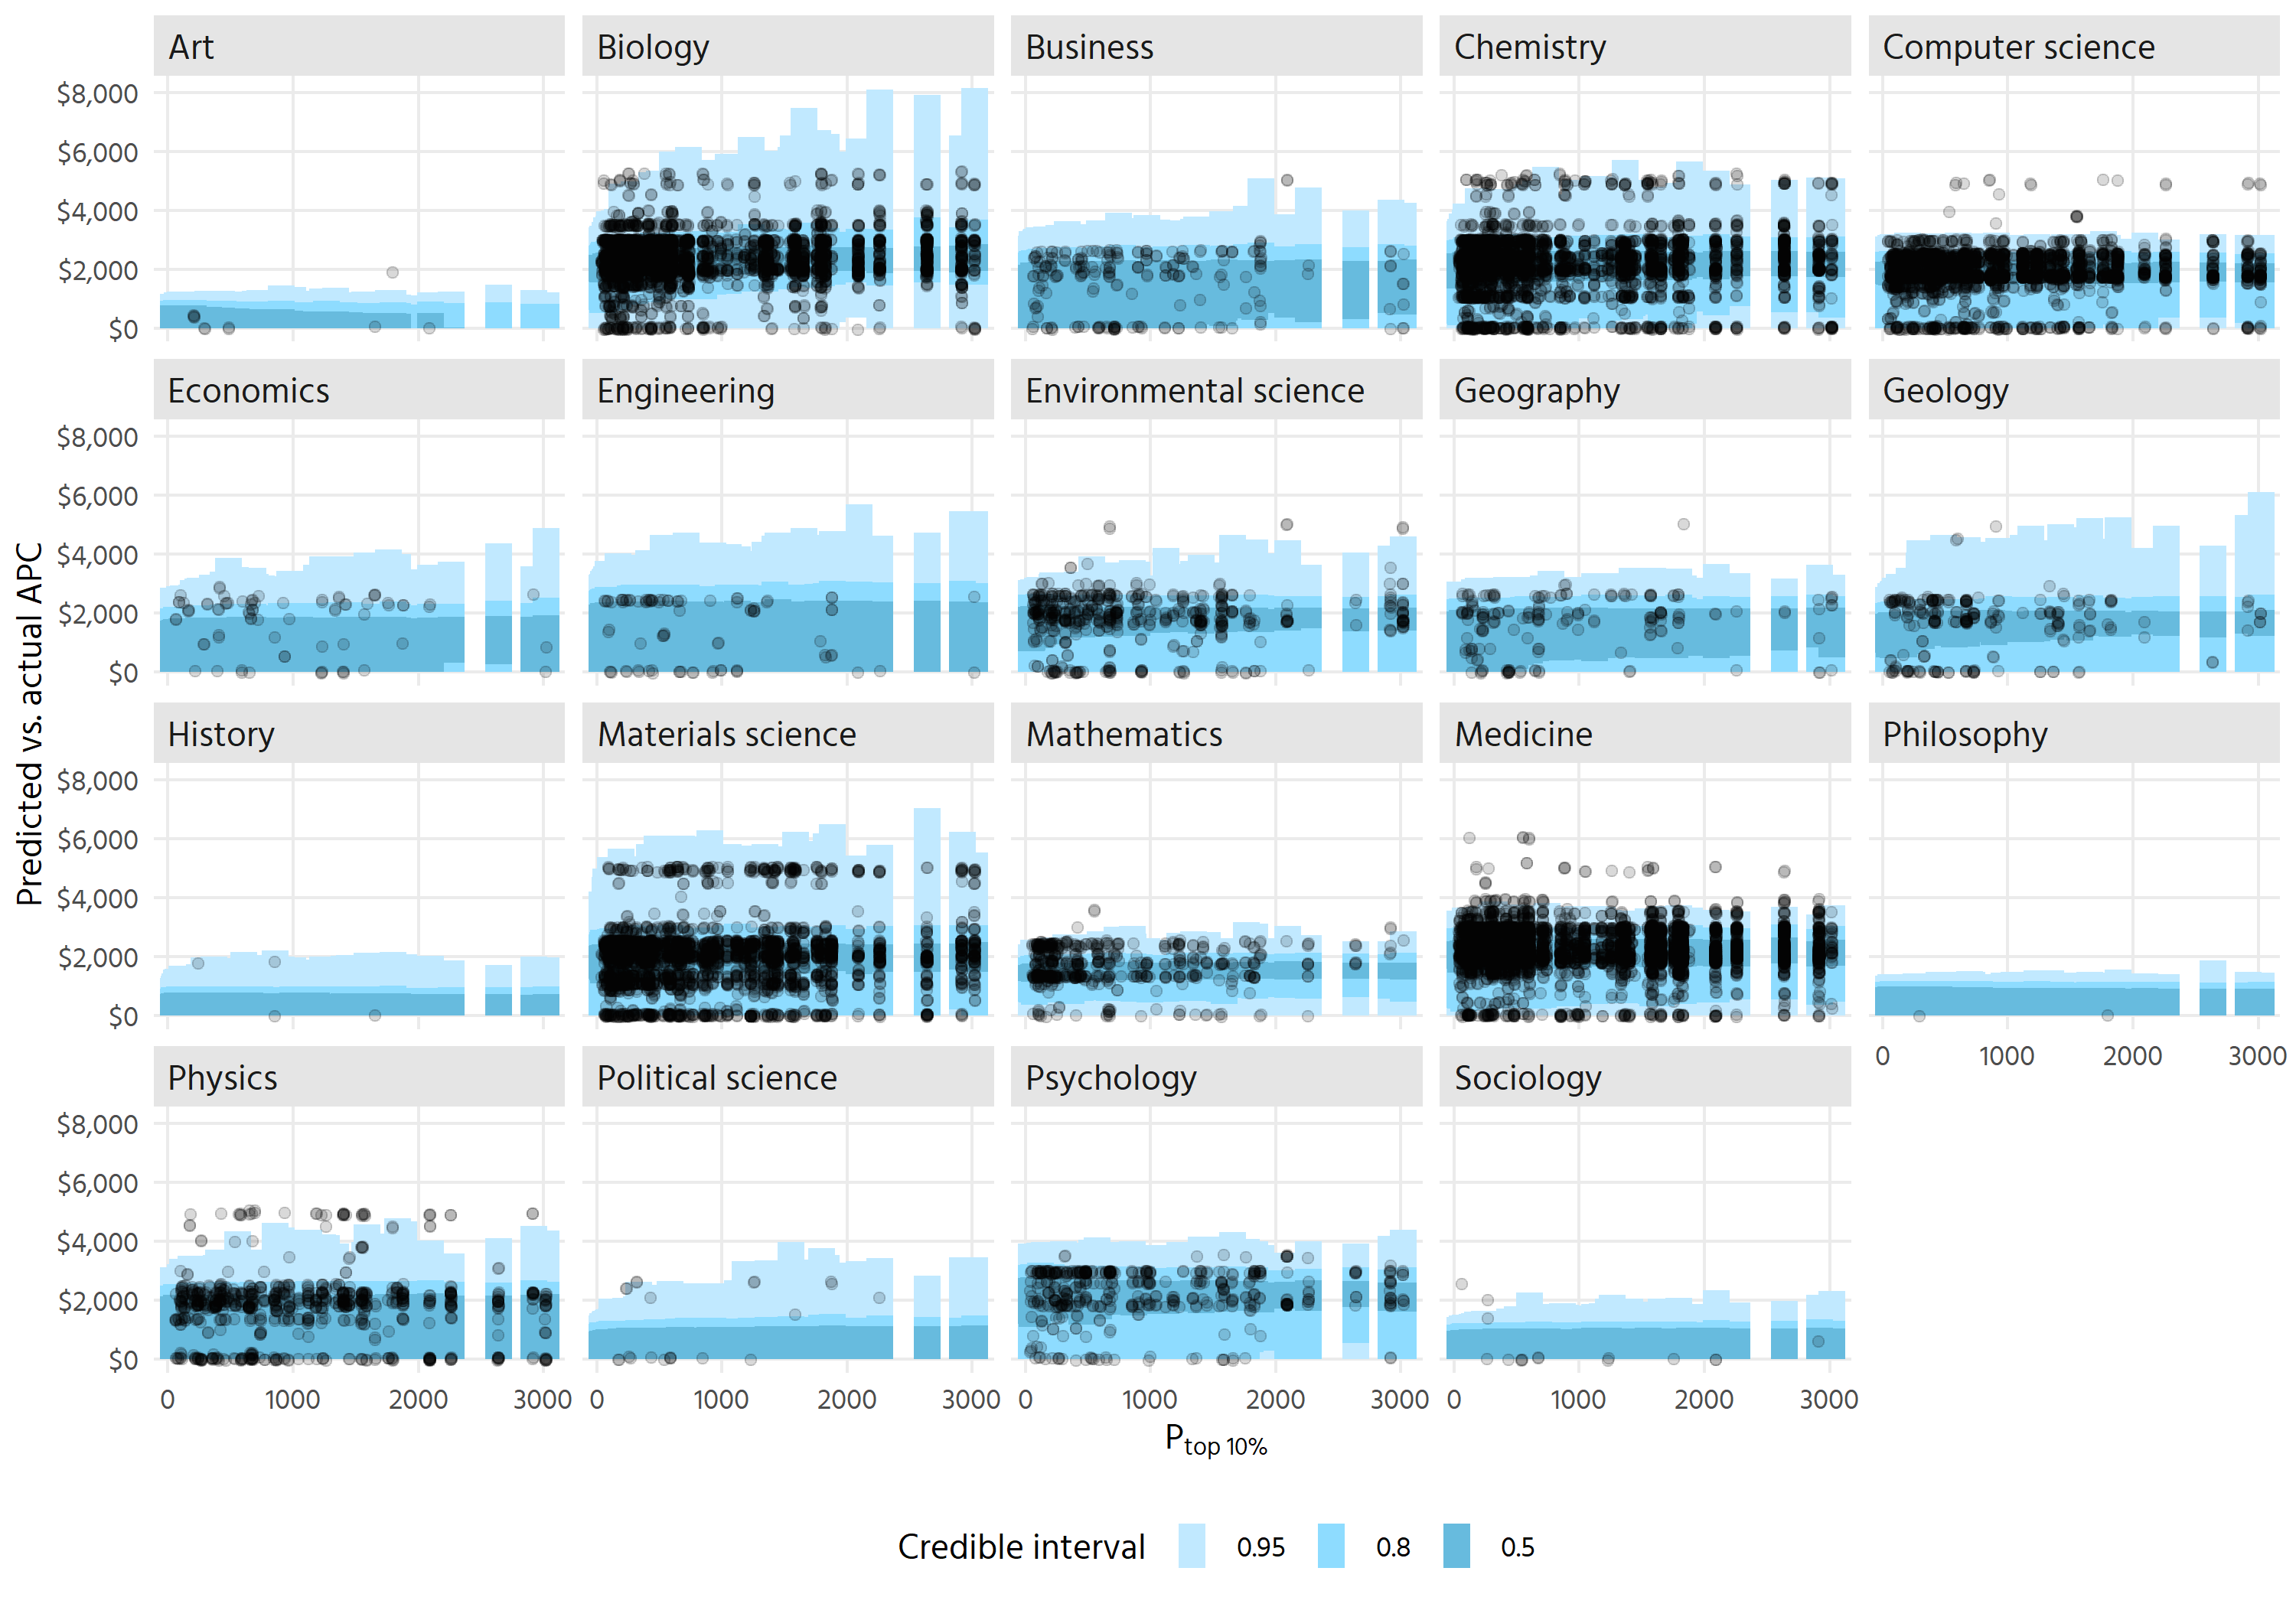 Art Biology Business Chemistry Computer science
$8,000
$6,000
$4,000
$2,000
$0
Economics Engineering Environmental science Geography Geology
$8,000
$6,000
$4,000
$2,000
$0
History Materials science Mathematics Medicine Philosophy
$8,000
$6,000
$4,000
$2,000
$0
0 1000 2000 3000
Physics Political science Psychology Sociology
$8,000
$6,000
$4,000
$2,000
$0
0 1000 2000 3000 0 1000 2000 3000 0 1000 2000 3000 0 1000 2000 3000
Predicted vs. actual APC
Ptop 10%
Credible interval 0.95 0.8 0.5